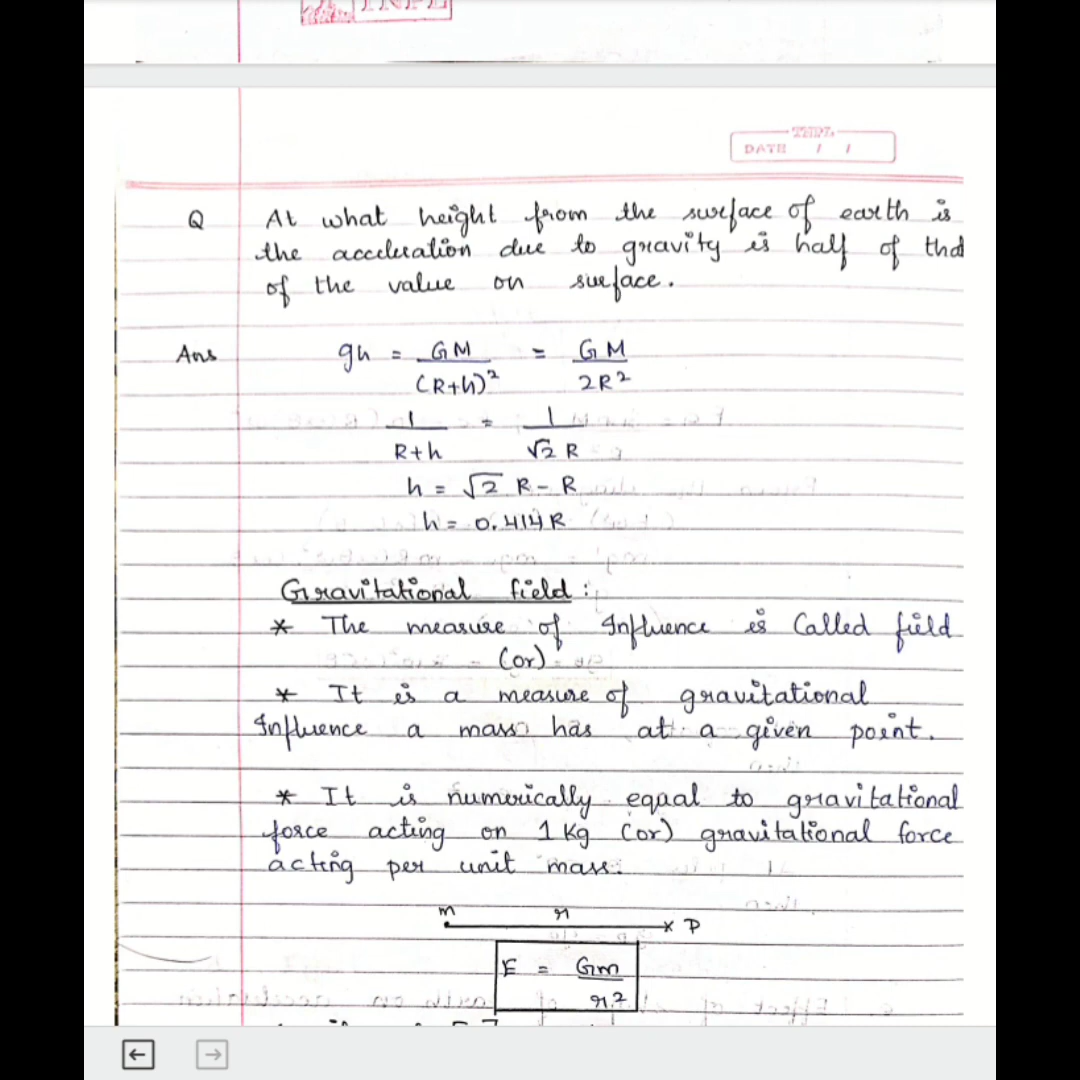 THPL
THPL
DATE / /
Q At what height from the surface of earth is
the acceleration due to gravity is half of that
of the value on surface.
Ans gh = GM/(R+h)² = GM/2R²
1/(R+h) = 1/(√2 R)
h = √2 R - R
h = 0.414R
Gravitational field :
* The measure of Influence is Called field
(or)
* It is a measure of gravitational
Influence a mass has at a given point.
* It is numerically equal to gravitational
force acting on 1 Kg (or) gravitational force
acting per unit mass.
m r P
E = Gm/r²